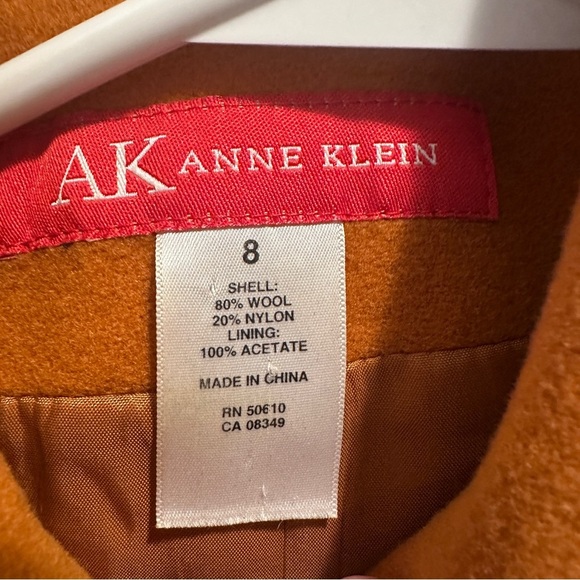 AK ANNE KLEIN
8
SHELL:
80% WOOL
20% NYLON
LINING:
100% ACETATE
MADE IN CHINA
RN 50610
CA 08349